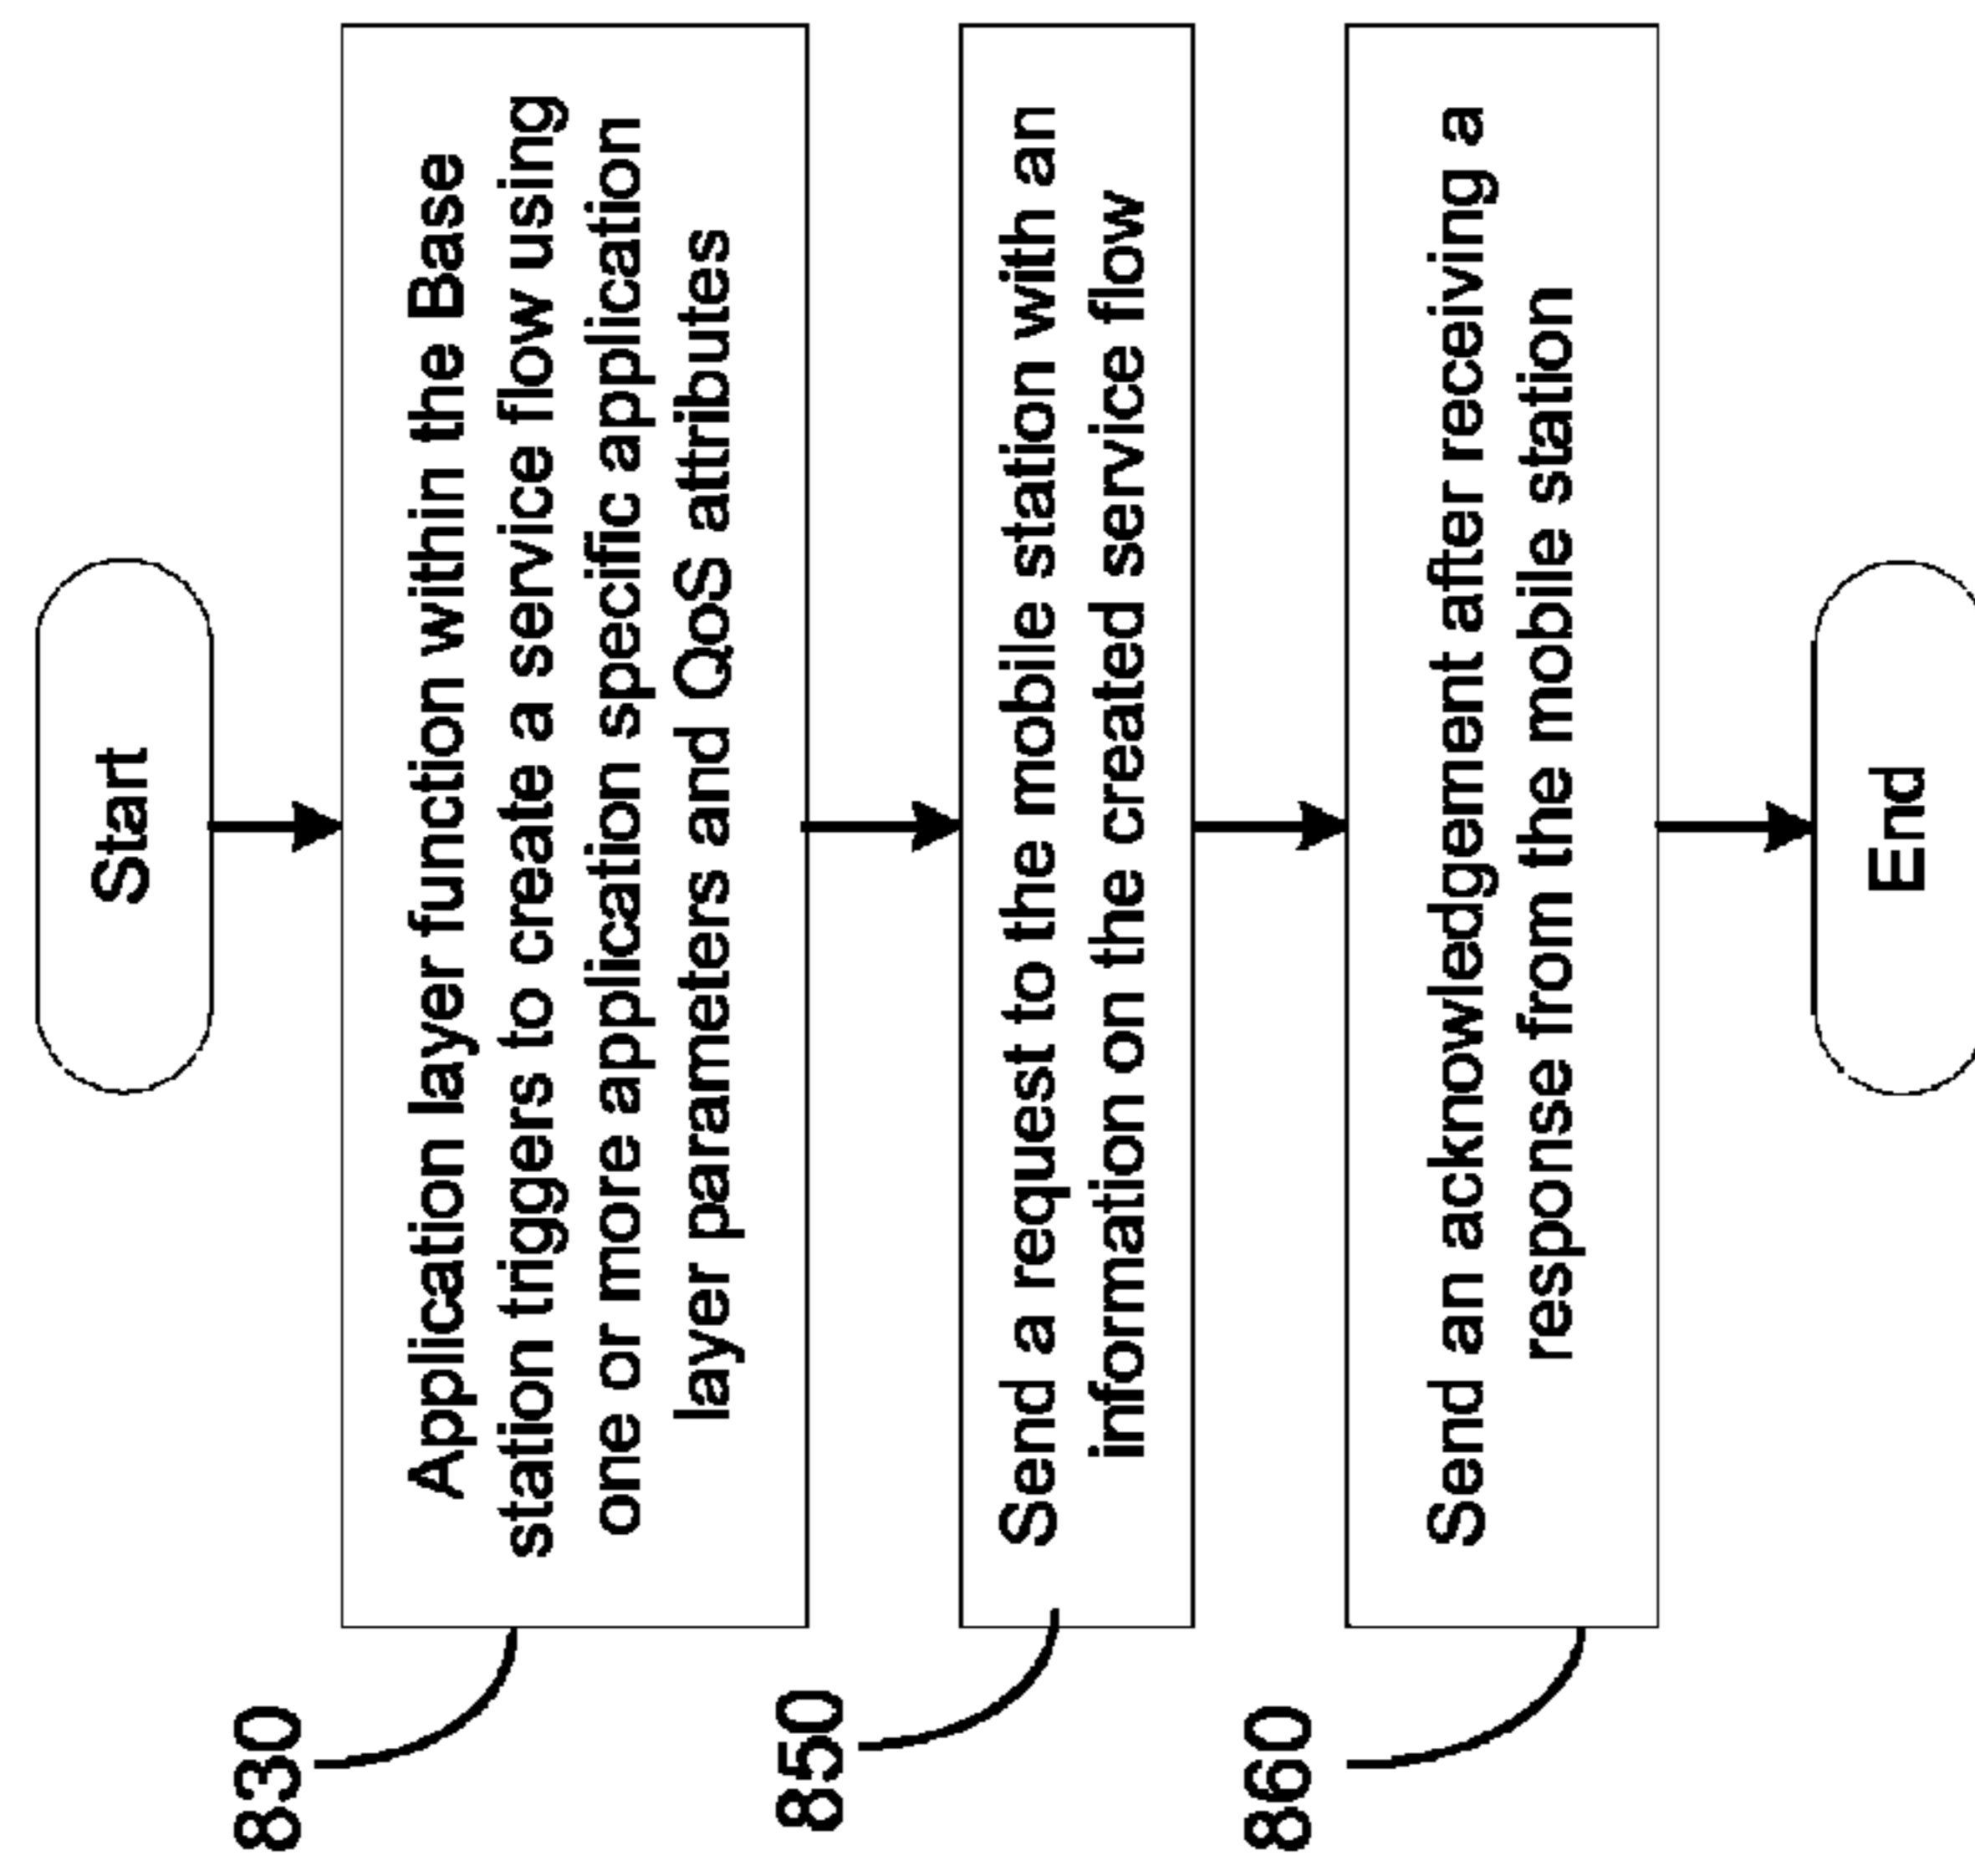 Start
830
Application layer function within the Base
station triggers to create a service flow using
one or more application specific application
layer parameters and QoS attributes
850
Send a request to the mobile station with an
information on the created service flow
860
Send an acknowledgement after receiving a
response from the mobile station
End